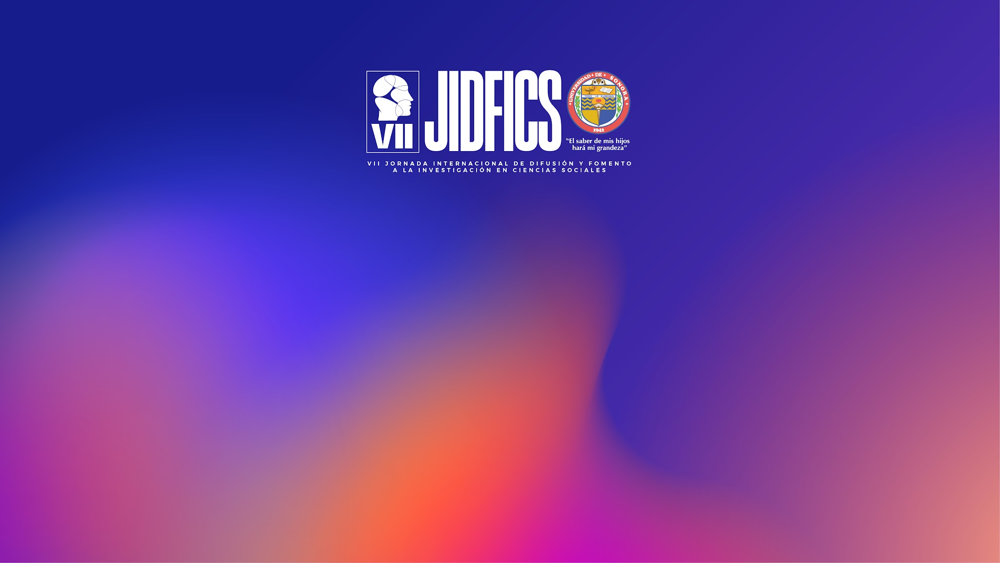 VII
JIDFICS
UNIVERSIDAD DE SONORA
TODO LO ILUMINAN
1942
“El saber de mis hijos
hará mi grandeza”
VII JORNADA INTERNACIONAL DE DIFUSIÓN Y FOMENTO
A LA INVESTIGACIÓN EN CIENCIAS SOCIALES